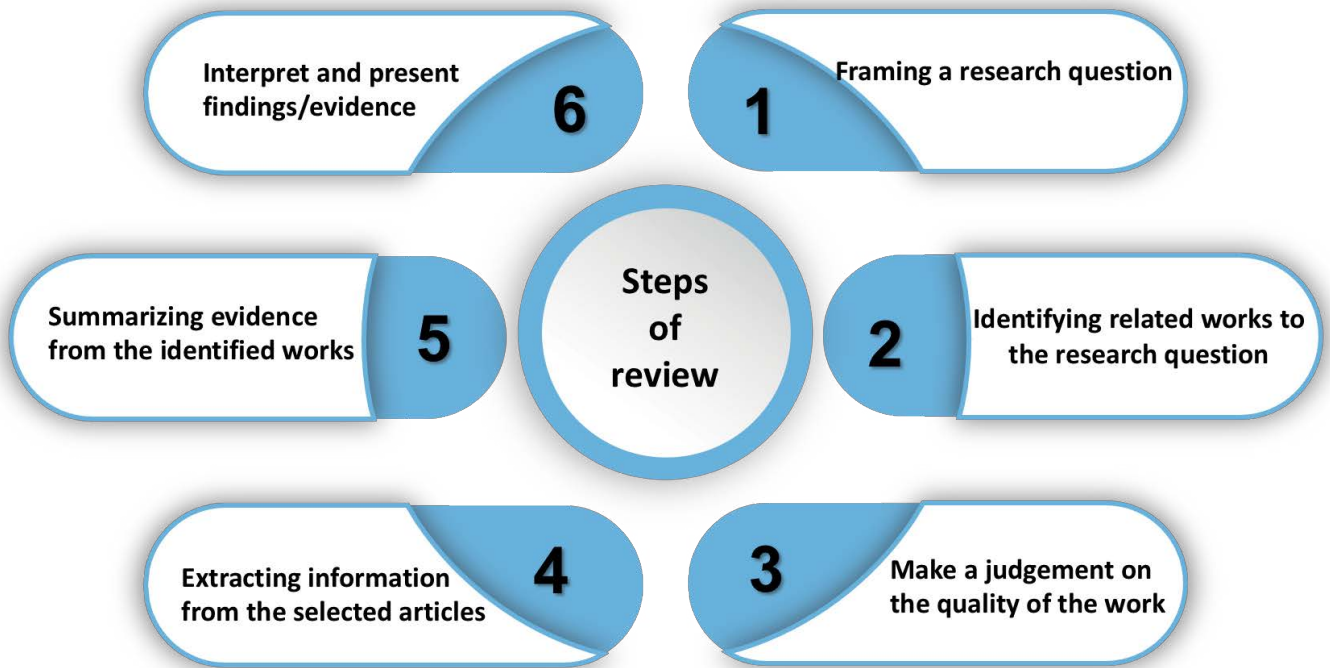 Steps
of
review
1
Framing a research question
2
Identifying related works to
the research question
3
Make a judgement on
the quality of the work
4
Extracting information
from the selected articles
5
Summarizing evidence
from the identified works
6
Interpret and present
findings/evidence